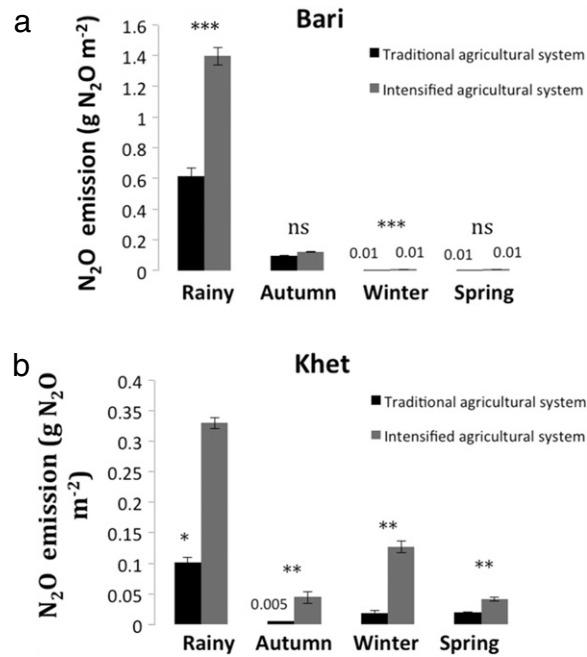 a
Bari
N₂O emission (g N₂O m⁻²)
1.6
1.4
1.2
1
0.8
0.6
0.4
0.2
0
***
ns
***
ns
0.01 0.01 0.01 0.01
Traditional agricultural system
Intensified agricultural system
Rainy Autumn Winter Spring
b
Khet
N₂O emission (g N₂O
m⁻²)
0.4
0.35
0.3
0.25
0.2
0.15
0.1
0.05
0
Traditional agricultural system
Intensified agricultural system
*
**
**
**
0.005
Rainy Autumn Winter Spring